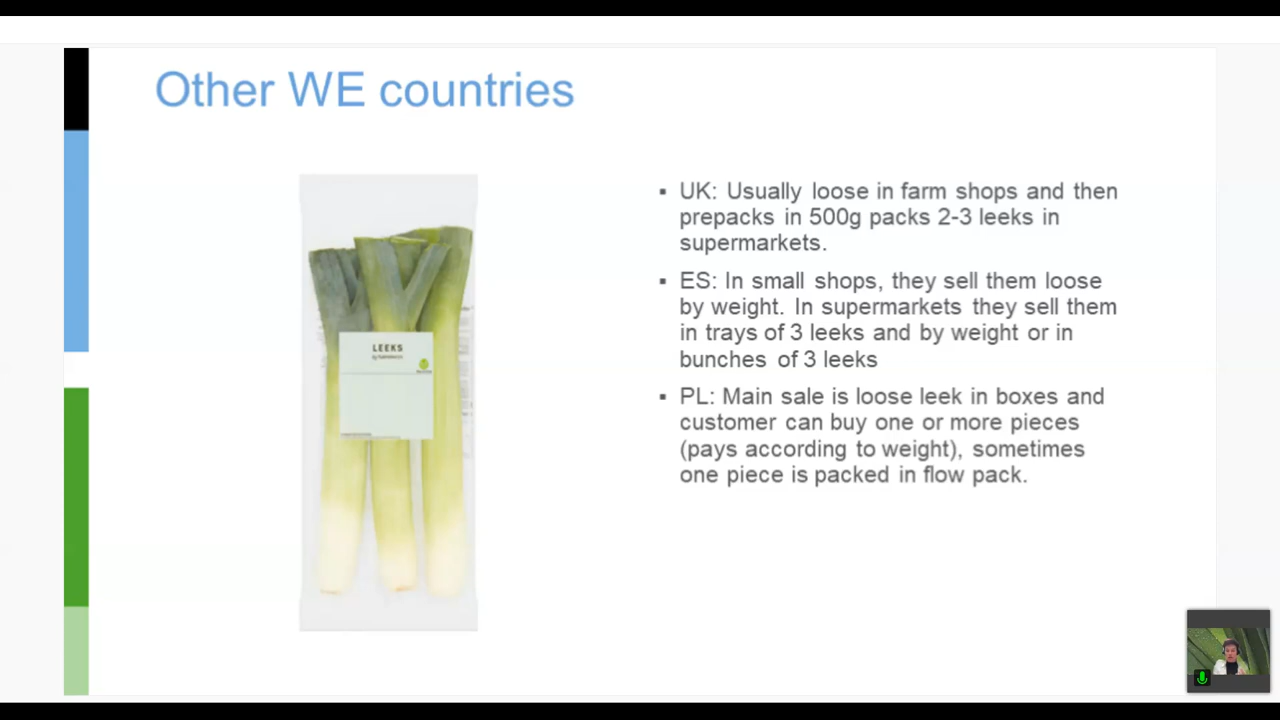 Other WE countries
▪ UK: Usually loose in farm shops and then
prepacks in 500g packs 2-3 leeks in
supermarkets.
▪ ES: In small shops, they sell them loose
by weight. In supermarkets they sell them
in trays of 3 leeks and by weight or in
bunches of 3 leeks
▪ PL: Main sale is loose leek in boxes and
customer can buy one or more pieces
(pays according to weight), sometimes
one piece is packed in flow pack.
LEEKS